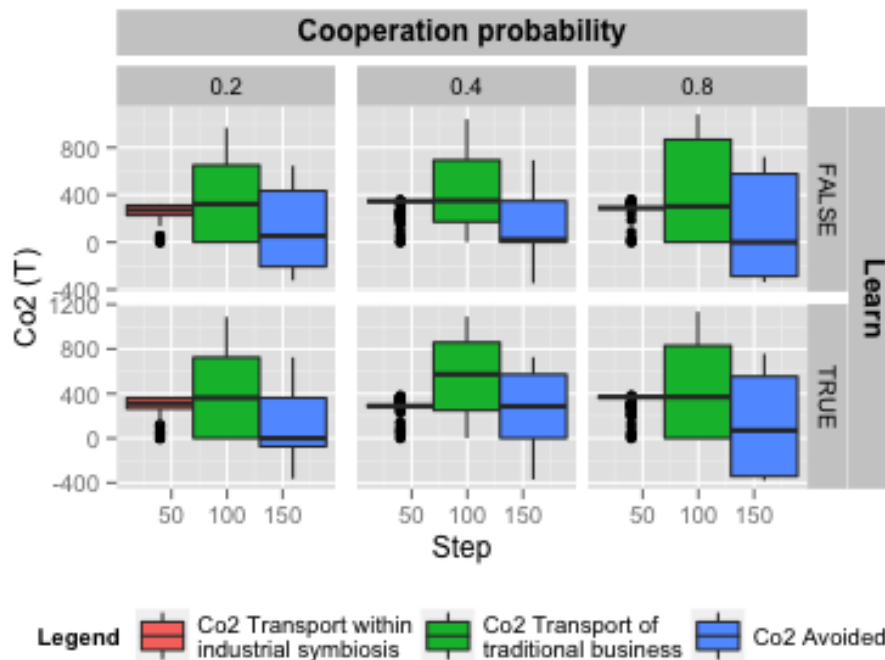 Cooperation probability
0.2 0.4 0.8
800
400
0
-400
FALSE
1200
800
400
0
-400
TRUE
Co2 (T)
Learn
50 100 150 50 100 150 50 100 150
Step
Legend
Co2 Transport within
industrial symbiosis
Co2 Transport of
traditional business
Co2 Avoided